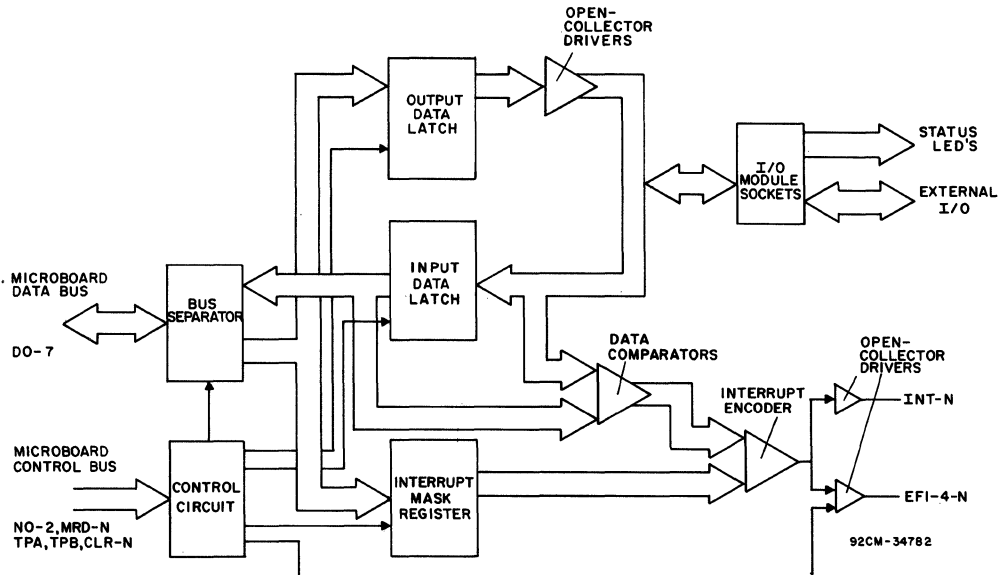 OPEN-
COLLECTOR
DRIVERS
OUTPUT
DATA
LATCH
I/O
MODULE
SOCKETS
STATUS
LED'S
EXTERNAL
I/O
INPUT
DATA
LATCH
. MICROBOARD
DATA BUS
DO-7
BUS
SEPARATOR
DATA
COMPARATORS
INTERRUPT
ENCODER
OPEN-
COLLECTOR
DRIVERS
INT-N
EFI-4-N
MICROBOARD
CONTROL BUS
NO-2,MRD-N
TPA,TPB,CLR-N
CONTROL
CIRCUIT
INTERRUPT
MASK
REGISTER
92CM-34782